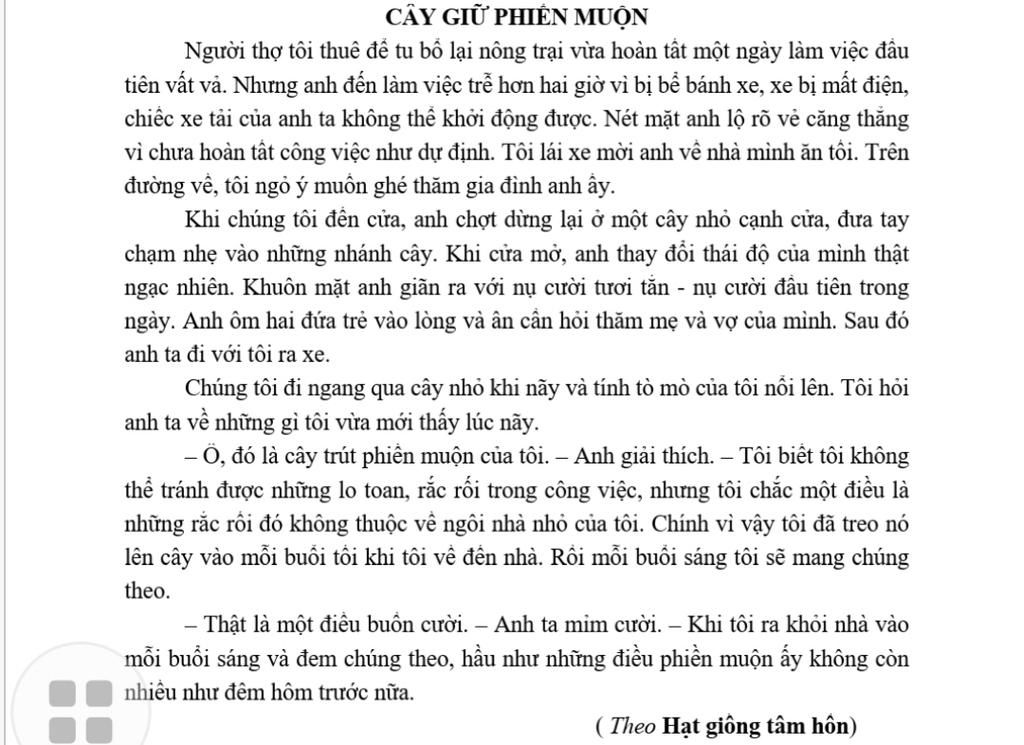 CÂY GIỮ PHIỀN MUỘN
Người thợ tôi thuê để tu bổ lại nông trại vừa hoàn tất một ngày làm việc đầu
tiên vất vả. Nhưng anh đến làm việc trễ hơn hai giờ vì bị bể bánh xe, xe bị mất điện,
chiếc xe tải của anh ta không thể khởi động được. Nét mặt anh lộ rõ vẻ căng thẳng
vì chưa hoàn tất công việc như dự định. Tôi lái xe mời anh về nhà mình ăn tối. Trên
đường về, tôi ngỏ ý muốn ghé thăm gia đình anh ấy.
Khi chúng tôi đến cửa, anh chợt dừng lại ở một cây nhỏ cạnh cửa, đưa tay
chạm nhẹ vào những nhánh cây. Khi cửa mở, anh thay đổi thái độ của mình thật
ngạc nhiên. Khuôn mặt anh giãn ra với nụ cười tươi tắn - nụ cười đầu tiên trong
ngày. Anh ôm hai đứa trẻ vào lòng và ân cần hỏi thăm mẹ và vợ của mình. Sau đó
anh ta đi với tôi ra xe.
Chúng tôi đi ngang qua cây nhỏ khi nãy và tính tò mò của tôi nổi lên. Tôi hỏi
anh ta về những gì tôi vừa mới thấy lúc nãy.
– Ồ, đó là cây trút phiền muộn của tôi. – Anh giải thích. – Tôi biết tôi không
thể tránh được những lo toan, rắc rối trong công việc, nhưng tôi chắc một điều là
những rắc rối đó không thuộc về ngôi nhà nhỏ của tôi. Chính vì vậy tôi đã treo nó
lên cây vào mỗi buổi tối khi tôi về đến nhà. Rồi mỗi buổi sáng tôi sẽ mang chúng
theo.
– Thật là một điều buồn cười. – Anh ta mỉm cười. – Khi tôi ra khỏi nhà vào
mỗi buổi sáng và đem chúng theo, hầu như những điều phiền muộn ấy không còn
nhiều như đêm hôm trước nữa.
( Theo Hạt giống tâm hồn)